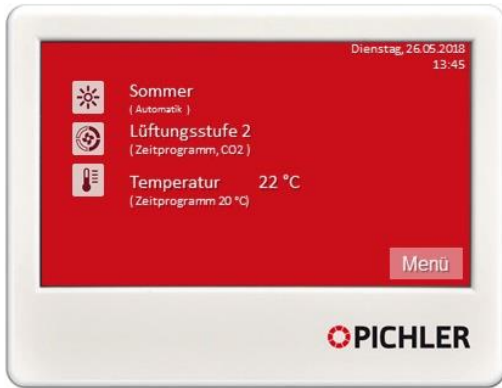 Dienstag, 26.05.2018
13:45
Sommer
( Automatik )
Lüftungsstufe 2
( Zeitprogramm, CO2 )
Temperatur 22 °C
(Zeitprogramm 20 °C)
Menü
PICHLER